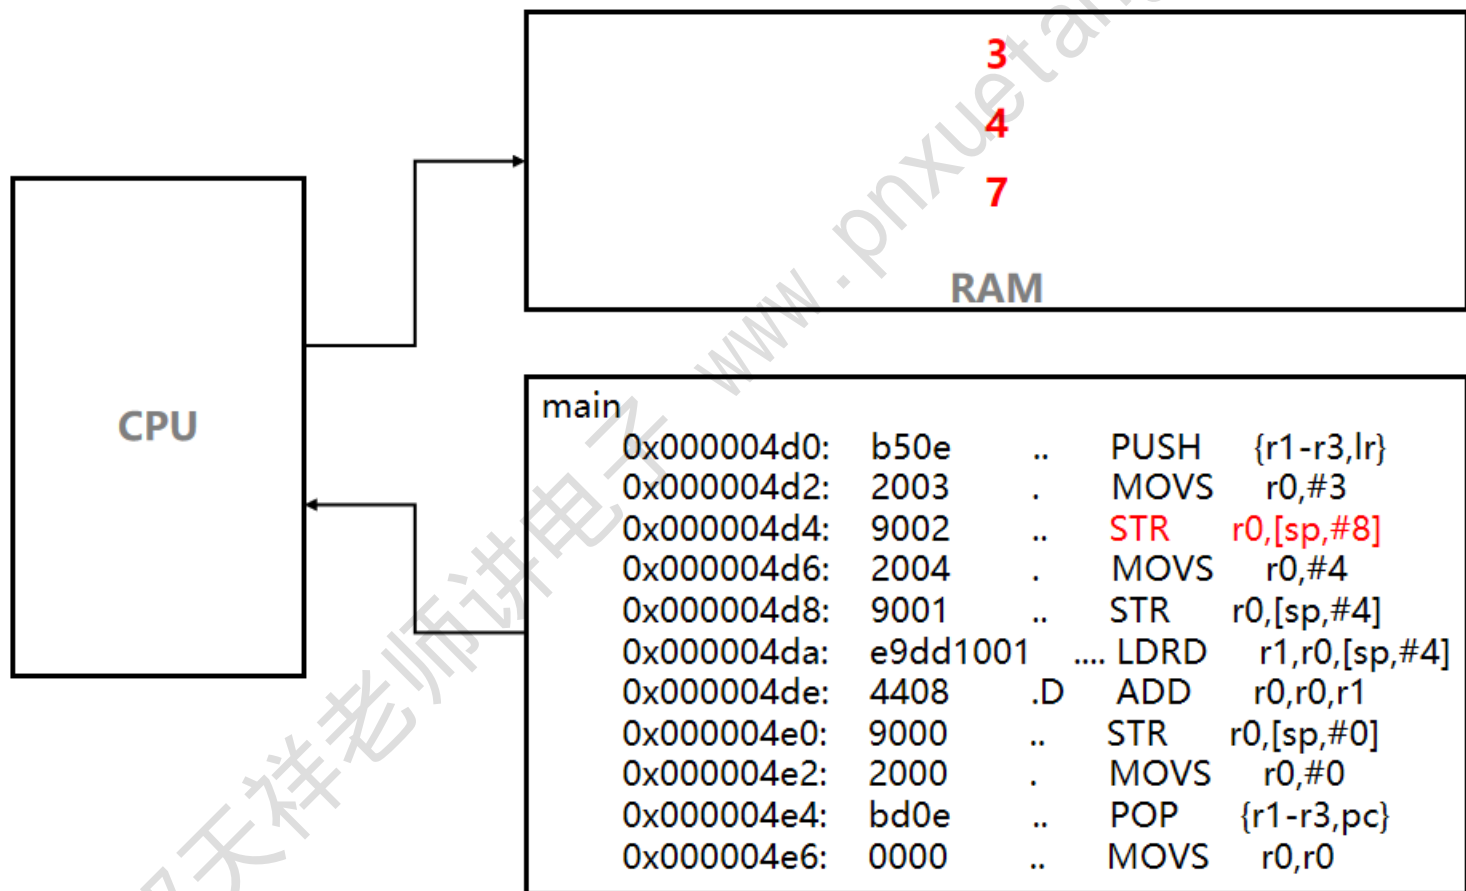 3
4
7
RAM
CPU
main
0x000004d0: b50e .. PUSH {r1-r3,lr}
0x000004d2: 2003 . MOVS r0,#3
0x000004d4: 9002 .. STR r0,[sp,#8]
0x000004d6: 2004 . MOVS r0,#4
0x000004d8: 9001 .. STR r0,[sp,#4]
0x000004da: e9dd1001 .... LDRD r1,r0,[sp,#4]
0x000004de: 4408 .D ADD r0,r0,r1
0x000004e0: 9000 .. STR r0,[sp,#0]
0x000004e2: 2000 . MOVS r0,#0
0x000004e4: bd0e .. POP {r1-r3,pc}
0x000004e6: 0000 .. MOVS r0,r0
天祥老师讲电子 www.pnxuetan